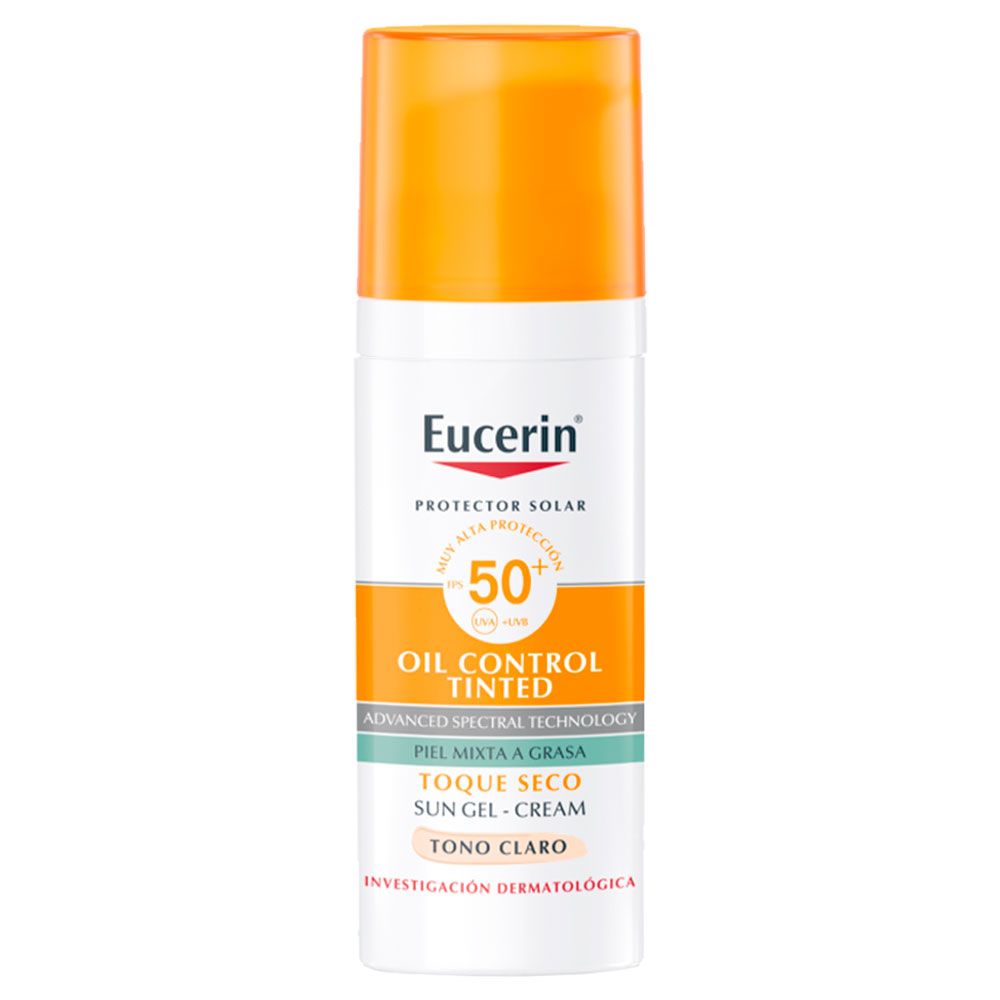 Eucerin®
PROTECTOR SOLAR
MUY ALTA PROTECCIÓN
FPS 50+
UVA +UVB
OIL CONTROL
TINTED
ADVANCED SPECTRAL TECHNOLOGY
PIEL MIXTA A GRASA
TOQUE SECO
SUN GEL - CREAM
TONO CLARO
INVESTIGACIÓN DERMATOLÓGICA